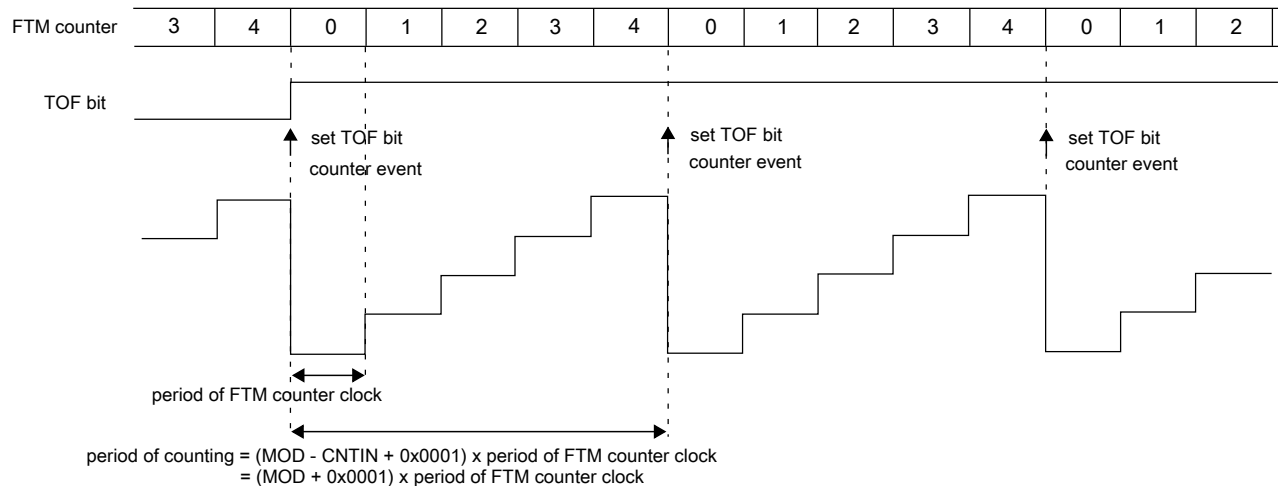 FTM counter 3 4 0 1 2 3 4 0 1 2 3 4 0 1 2
TOF bit
set TOF bit set TOF bit set TOF bit
counter event counter event counter event
period of FTM counter clock
period of counting = (MOD - CNTIN + 0x0001) x period of FTM counter clock
= (MOD + 0x0001) x period of FTM counter clock